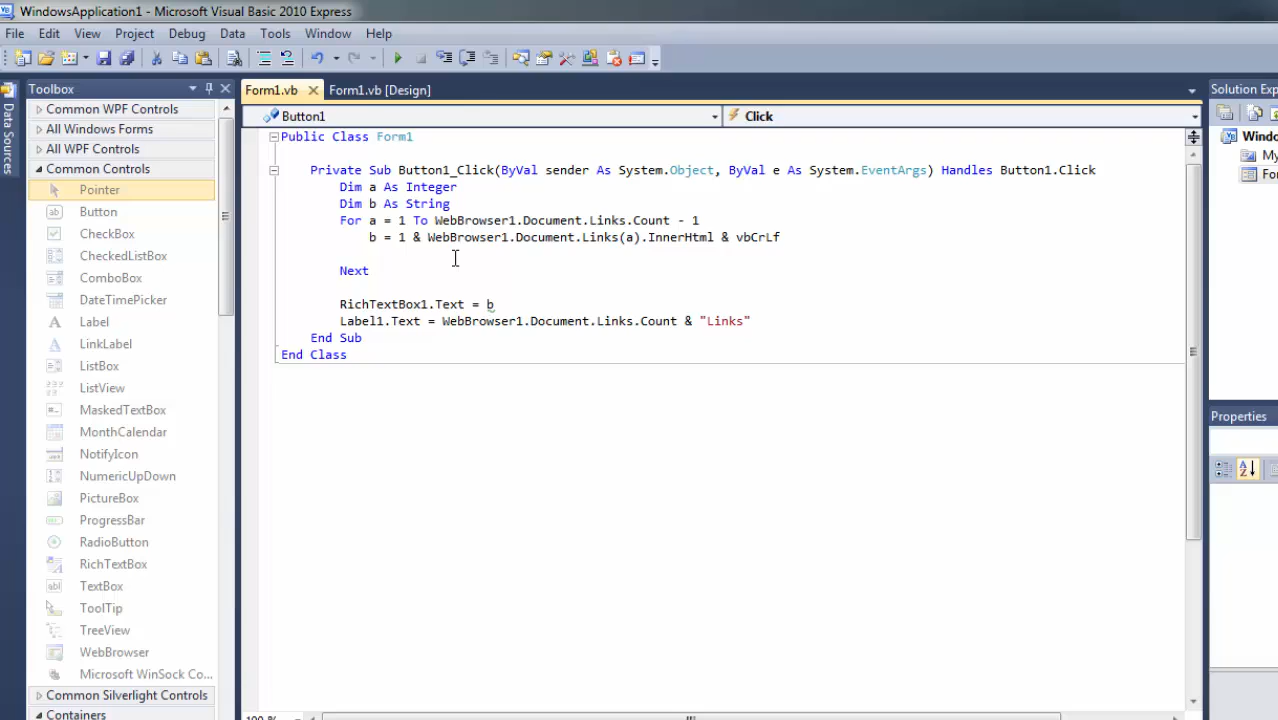 WindowsApplication1 - Microsoft Visual Basic 2010 Express
File Edit View Project Debug Data Tools Window Help
Data Sources
Toolbox
Common WPF Controls
All Windows Forms
All WPF Controls
Common Controls
Pointer
Button
CheckBox
CheckedListBox
ComboBox
DateTimePicker
Label
LinkLabel
ListBox
ListView
MaskedTextBox
MonthCalendar
NotifyIcon
NumericUpDown
PictureBox
ProgressBar
RadioButton
RichTextBox
TextBox
ToolTip
TreeView
WebBrowser
Microsoft WinSock Co...
Common Silverlight Controls
Containers
Form1.vb Form1.vb [Design]
Button1 Click
Public Class Form1
Private Sub Button1_Click(ByVal sender As System.Object, ByVal e As System.EventArgs) Handles Button1.Click
Dim a As Integer
Dim b As String
For a = 1 To WebBrowser1.Document.Links.Count - 1
b = 1 & WebBrowser1.Document.Links(a).InnerHtml & vbCrLf
Next
RichTextBox1.Text = b
Label1.Text = WebBrowser1.Document.Links.Count & "Links"
End Sub
End Class
Solution Exp
Windo
My
For
Properties